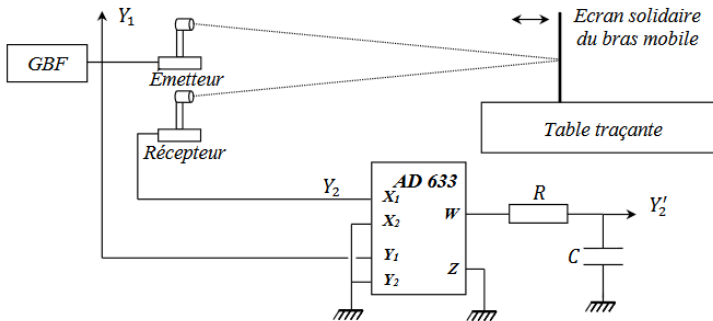 Y₁
Ecran solidaire
du bras mobile
GBF
Emetteur
Table traçante
Récepteur
Y₂
AD 633
X₁
X₂
Y₁
Y₂
W
Z
R
Y₂′
C